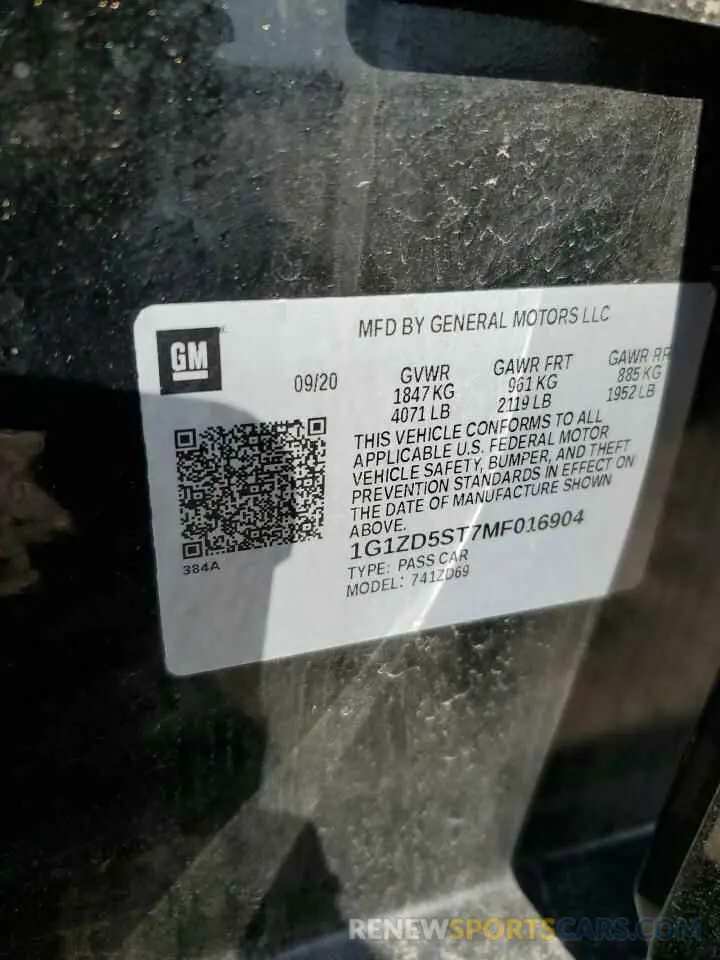 MFD BY GENERAL MOTORS LLC
GM
09/20
GVWR
1847 KG
4071 LB
GAWR FRT
961 KG
2119 LB
GAWR RR
885 KG
1952 LB
THIS VEHICLE CONFORMS TO ALL
APPLICABLE U.S. FEDERAL MOTOR
VEHICLE SAFETY, BUMPER, AND THEFT
PREVENTION STANDARDS IN EFFECT ON
THE DATE OF MANUFACTURE SHOWN
ABOVE.
1G1ZD5ST7MF016904
TYPE: PASS CAR
MODEL: 741ZD69
384A
RENEWSPORTSCARS.COM